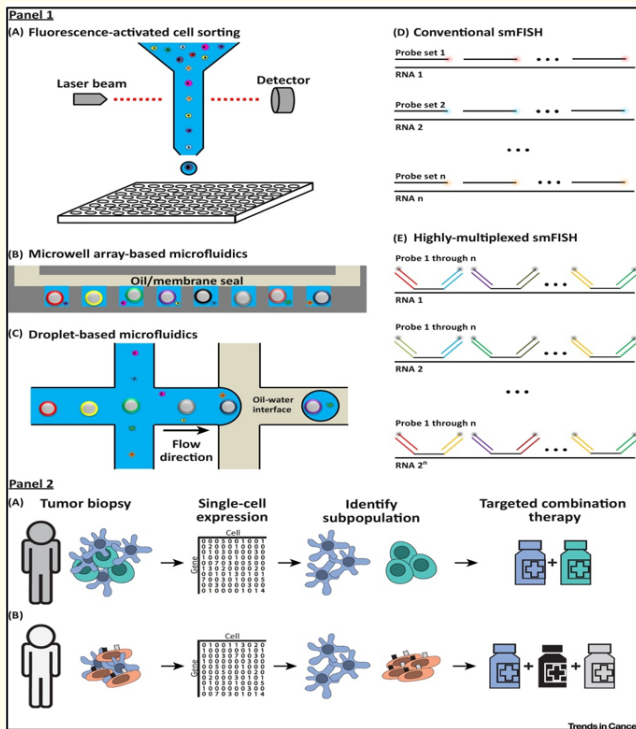 Panel 1
(A) Fluorescence-activated cell sorting
Laser beam
Detector
(B) Microwell array-based microfluidics
Oil/membrane seal
(C) Droplet-based microfluidics
Oil-water
interface
Flow
direction
(D) Conventional smFISH
Probe set 1
RNA 1
Probe set 2
RNA 2
Probe set n
RNA n
(E) Highly-multiplexed smFISH
Probe 1 through n
RNA 1
Probe 1 through n
RNA 2
Probe 1 through n
RNA 2ⁿ
Panel 2
(A) Tumor biopsy
Single-cell
expression
Identify
subpopulation
Targeted combination
therapy
Cell
Gene
+
(B)
Cell
Gene
+ +
Trends in Cancer